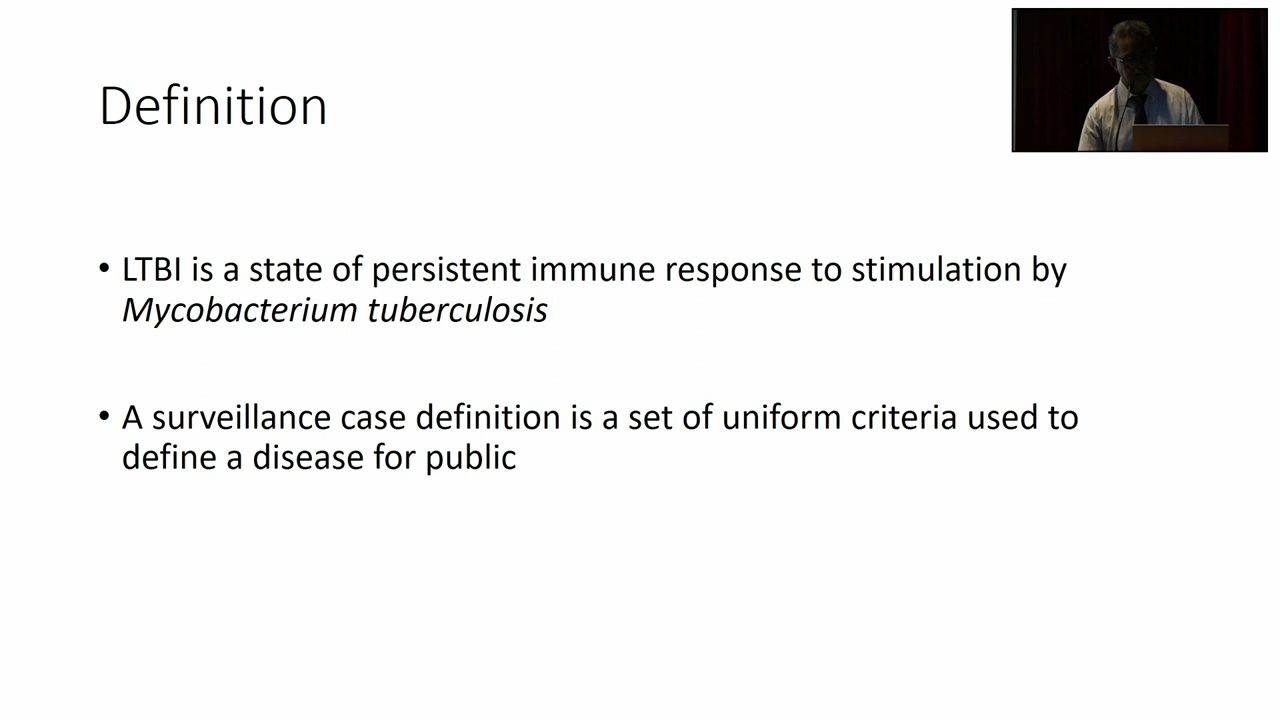 Definition
• LTBI is a state of persistent immune response to stimulation by
Mycobacterium tuberculosis
• A surveillance case definition is a set of uniform criteria used to
define a disease for public